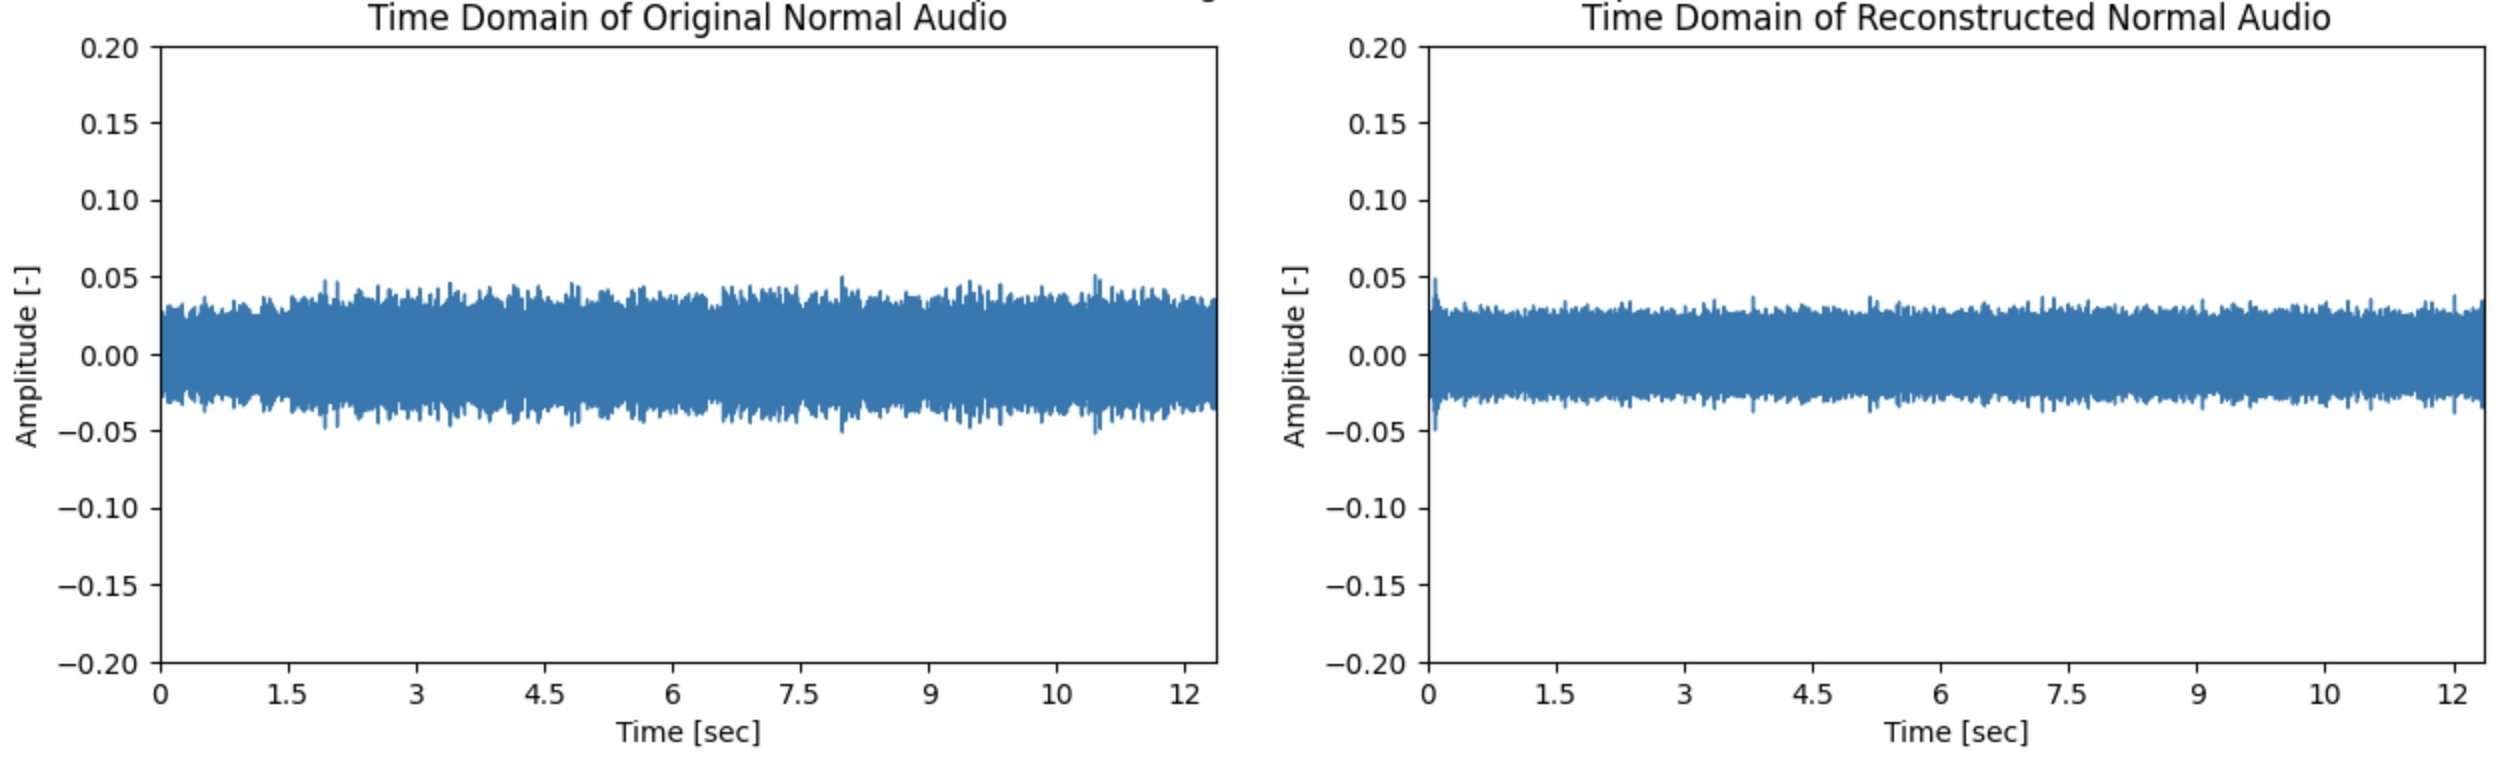 Time Domain of Original Normal Audio
0.20
0.15
0.10
0.05
0.00
−0.05
−0.10
−0.15
−0.20
Amplitude [-]
0 1.5 3 4.5 6 7.5 9 10 12
Time [sec]
Time Domain of Reconstructed Normal Audio
0.20
0.15
0.10
0.05
0.00
−0.05
−0.10
−0.15
−0.20
Amplitude [-]
0 1.5 3 4.5 6 7.5 9 10 12
Time [sec]